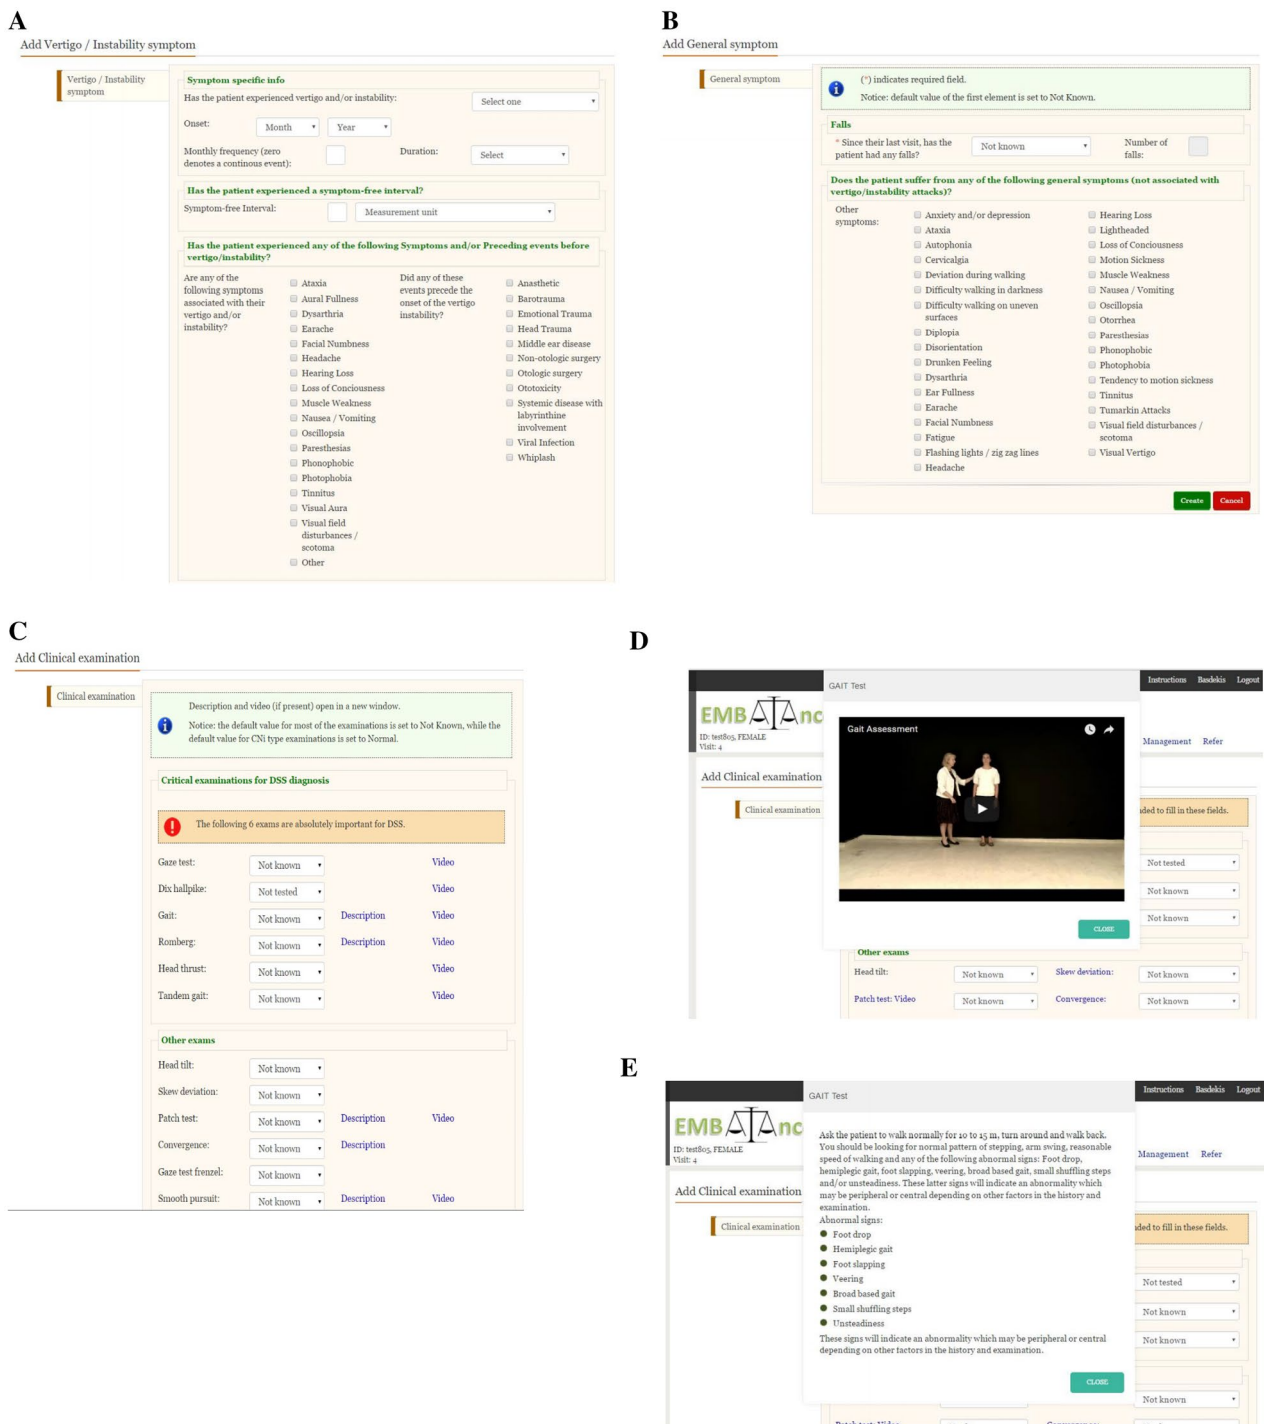 A
Add Vertigo / Instability symptom
Vertigo / Instability
symptom
Symptom specific info
Has the patient experienced vertigo and/or instability:
Select one
Onset:
Month
Year
Monthly frequency (zero
denotes a continous event):
Duration:
Select
Has the patient experienced a symptom-free interval?
Symptom-free Interval:
Measurement unit
Has the patient experienced any of the following Symptoms and/or Preceding events before
vertigo/instability?
Are any of the
following symptoms
associated with their
vertigo and/or
instability?
Ataxia
Aural Fullness
Dysarthria
Earache
Facial Numbness
Headache
Hearing Loss
Loss of Conciousness
Muscle Weakness
Nausea / Vomiting
Oscillopsia
Paresthesias
Phonophobic
Photophobia
Tinnitus
Visual Aura
Visual field
disturbances /
scotoma
Other
Did any of these
events precede the
onset of the vertigo
instability?
Anasthetic
Barotrauma
Emotional Trauma
Head Trauma
Middle ear disease
Non-otologic surgery
Otologic surgery
Ototoxicity
Systemic disease with
labyrinthine
involvement
Viral Infection
Whiplash
B
Add General symptom
General symptom
(*) indicates required field.
Notice: default value of the first element is set to Not Known.
Falls
* Since their last visit, has the
patient had any falls?
Not known
Number of
falls:
Does the patient suffer from any of the following general symptoms (not associated with
vertigo/instability attacks)?
Other
symptoms:
Anxiety and/or depression
Ataxia
Autophonia
Cervicalgia
Deviation during walking
Difficulty walking in darkness
Difficulty walking on uneven
surfaces
Diplopia
Disorientation
Drunken Feeling
Dysarthria
Ear Fullness
Earache
Facial Numbness
Fatigue
Flashing lights / zig zag lines
Headache
Hearing Loss
Lightheaded
Loss of Conciousness
Motion Sickness
Muscle Weakness
Nausea / Vomiting
Oscillopsia
Otorrhea
Paresthesias
Phonophobic
Photophobia
Tendency to motion sickness
Tinnitus
Tumarkin Attacks
Visual field disturbances /
scotoma
Visual Vertigo
Create
Cancel
C
Add Clinical examination
Clinical examination
Description and video (if present) open in a new window.
Notice: the default value for most of the examinations is set to Not Known, while the
default value for CNi type examinations is set to Normal.
Critical examinations for DSS diagnosis
The following 6 exams are absolutely important for DSS.
Gaze test: Not known Video
Dix hallpike: Not tested Video
Gait: Not known Description Video
Romberg: Not known Description Video
Head thrust: Not known Video
Tandem gait: Not known Video
Other exams
Head tilt: Not known
Skew deviation: Not known
Patch test: Not known Description Video
Convergence: Not known Description
Gaze test frenzel: Not known
Smooth pursuit: Not known Description Video
D
GAIT Test
Instructions Basdekis Logout
EMBAnc
ID: test805, FEMALE
Visit: 4
Gait Assessment
Management Refer
Add Clinical examination
Clinical examination
ded to fill in these fields.
Not tested
Not known
Not known
CLOSE
Other exams
Head tilt: Not known Skew deviation: Not known
Patch test: Video Not known Convergence: Not known
E
GAIT Test
Instructions Basdekis Logout
EMBAnc
ID: test805, FEMALE
Visit: 4
Management Refer
Add Clinical examination
Clinical examination
Ask the patient to walk normally for 10 to 15 m, turn around and walk back.
You should be looking for normal pattern of stepping, arm swing, reasonable
speed of walking and any of the following abnormal signs: Foot drop,
hemiplegic gait, foot slapping, veering, broad based gait, small shuffling steps
and/or unsteadiness. These latter signs will indicate an abnormality which
may be peripheral or central depending on other factors in the history and
examination.
Abnormal signs:
Foot drop
Hemiplegic gait
Foot slapping
Veering
Broad based gait
Small shuffling steps
Unsteadiness
These signs will indicate an abnormality which may be peripheral or central
depending on other factors in the history and examination.
ded to fill in these fields.
Not tested
Not known
Not known
CLOSE
Not known